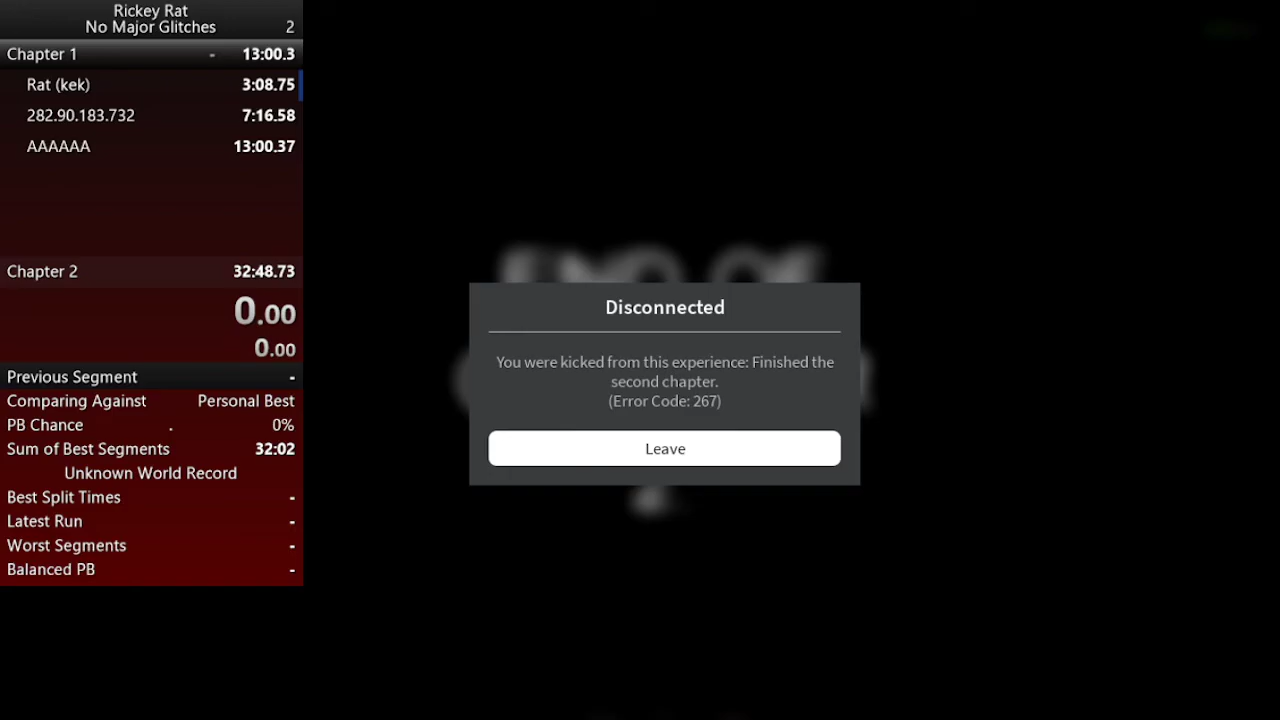 Rickey Rat
No Major Glitches 2
Chapter 1 - 13:00.3
Rat (kek) 3:08.75
282.90.183.732 7:16.58
AAAAAA 13:00.37
Chapter 2 32:48.73
0.00
0.00
Previous Segment -
Comparing Against Personal Best
PB Chance . 0%
Sum of Best Segments 32:02
Unknown World Record
Best Split Times -
Latest Run -
Worst Segments -
Balanced PB -
END OF
Disconnected
You were kicked from this experience: Finished the
second chapter.
(Error Code: 267)
Leave